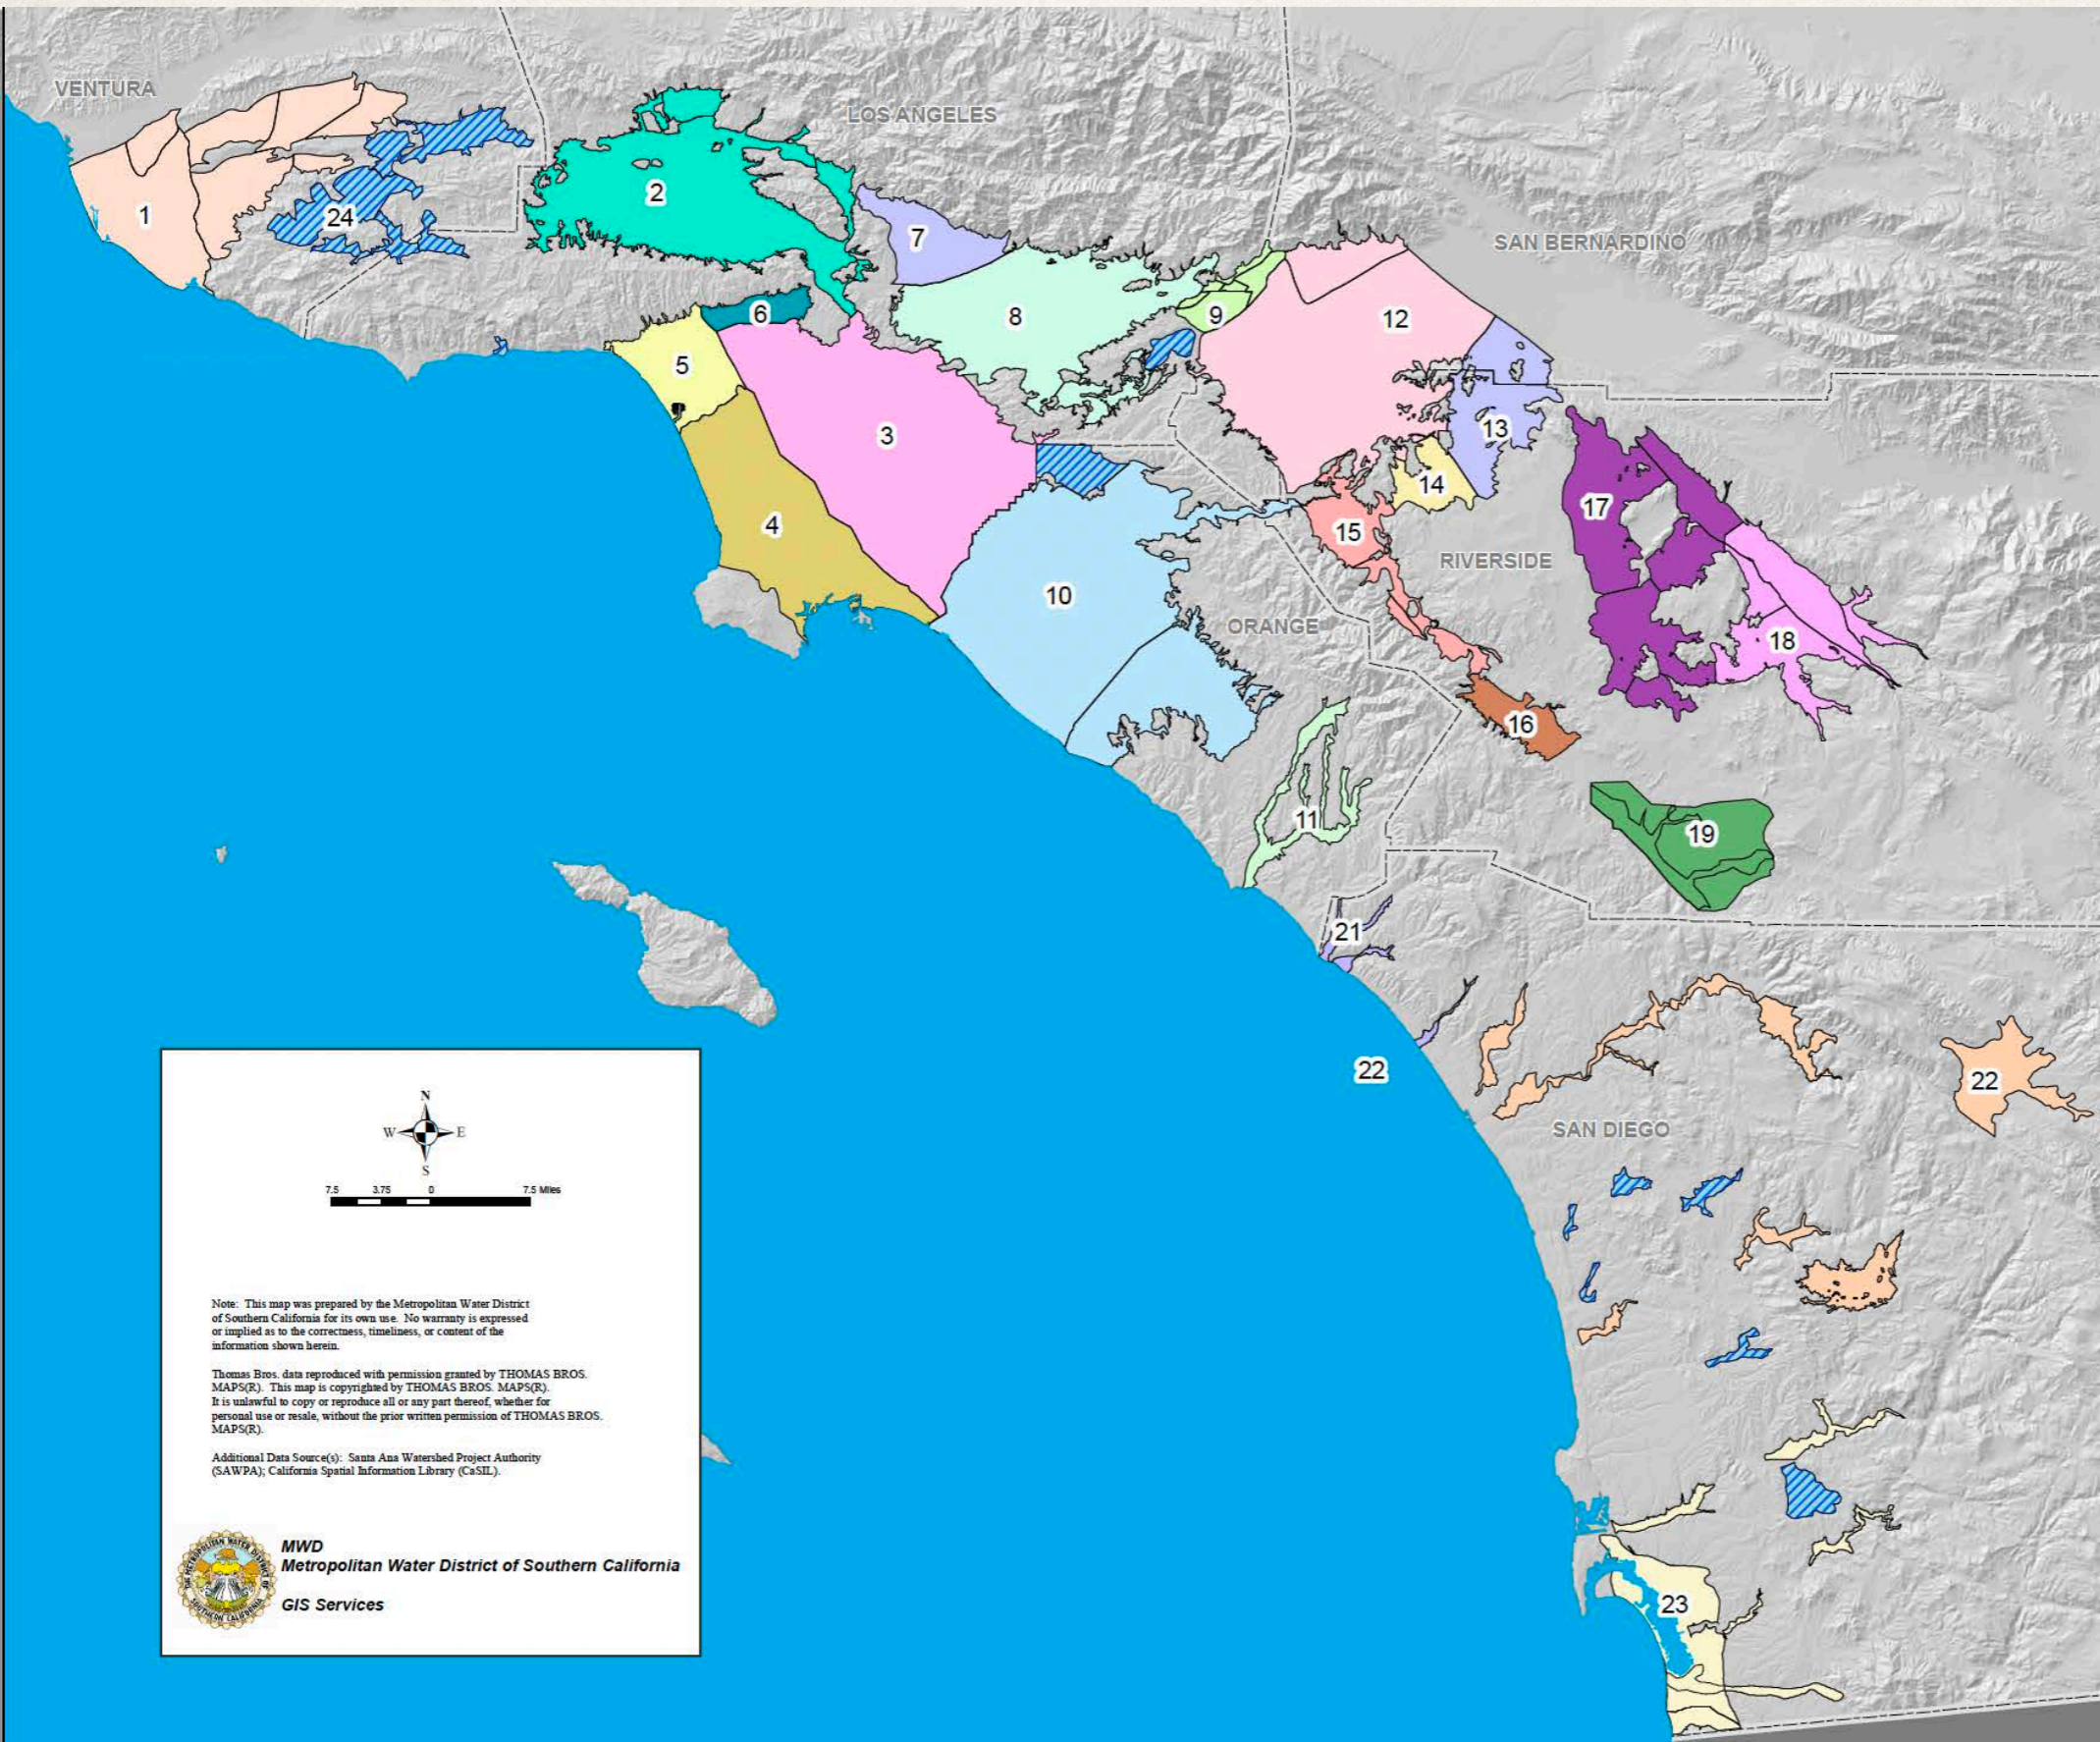 VENTURA
LOS ANGELES
1
24
2
7
SAN BERNARDINO
6
8
9
12
5
3
13
4
14
17
15
RIVERSIDE
10
ORANGE
18
16
11
19
21
22
22
SAN DIEGO
23
N
W E
S
7.5 3.75 0 7.5 Miles
Note: This map was prepared by the Metropolitan Water District
of Southern California for its own use. No warranty is expressed
or implied as to the correctness, timeliness, or content of the
information shown herein.
Thomas Bros. data reproduced with permission granted by THOMAS BROS.
MAPS(R). This map is copyrighted by THOMAS BROS. MAPS(R).
It is unlawful to copy or reproduce all or any part thereof, whether for
personal use or resale, without the prior written permission of THOMAS BROS.
MAPS(R).
Additional Data Source(s): Santa Ana Watershed Project Authority
(SAWPA); California Spatial Information Library (CaSIL).
THE METROPOLITAN WATER DISTRICT OF
SOUTHERN CALIFORNIA
MWD
Metropolitan Water District of Southern California
GIS Services